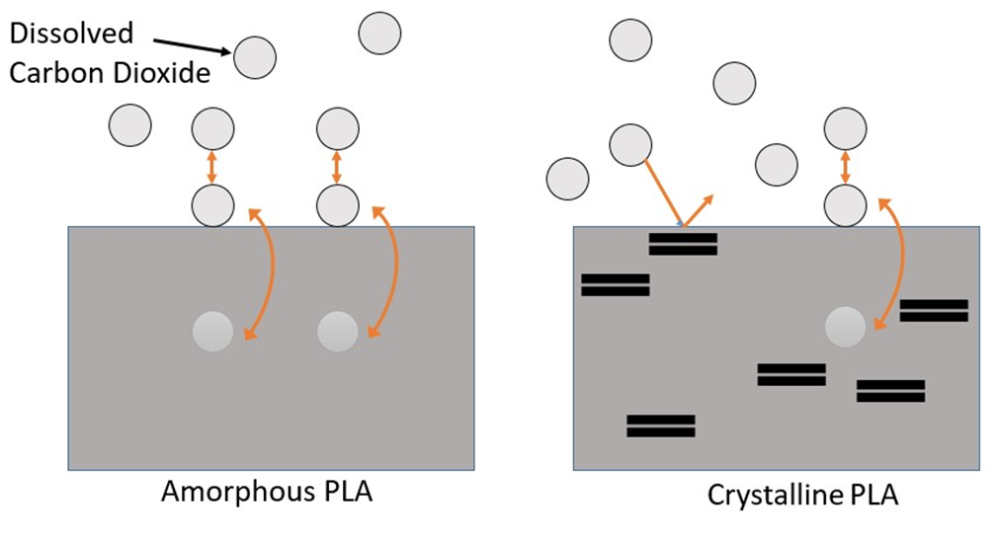 Dissolved
Carbon Dioxide
Amorphous PLA
Crystalline PLA